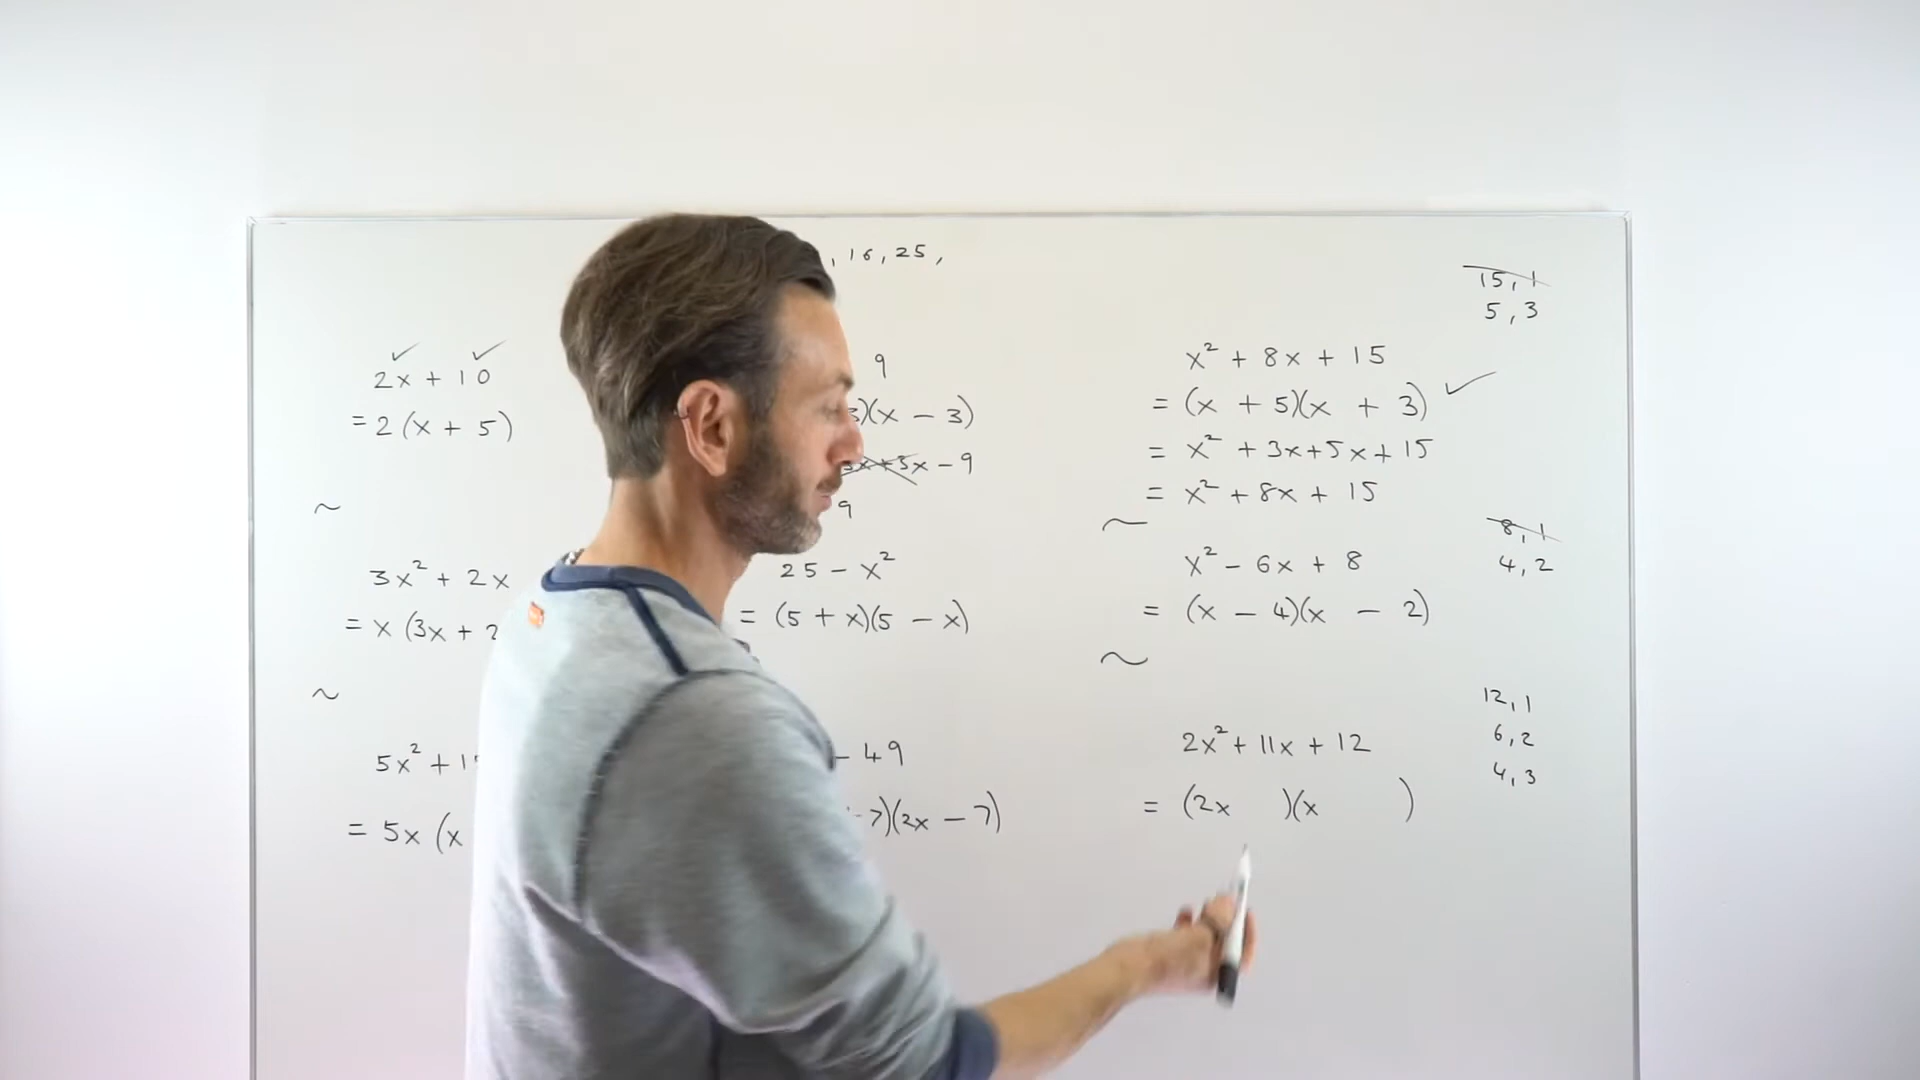 , 16, 25,
2x + 10
= 2(x + 5)
~
3x² + 2x
= x(3x + 2
~
5x² + 1
= 5x(x
9
3)(x − 3)
3x+3x − 9
9
25 − x²
= (5 + x)(5 − x)
− 49
7)(2x − 7)
15, 1
5, 3
x² + 8x + 15
= (x + 5)(x + 3)
= x² + 3x+5x+15
= x² + 8x + 15
~
8, 1
4, 2
x² − 6x + 8
= (x − 4)(x − 2)
~
12, 1
6, 2
4, 3
2x² + 11x + 12
= (2x )(x )